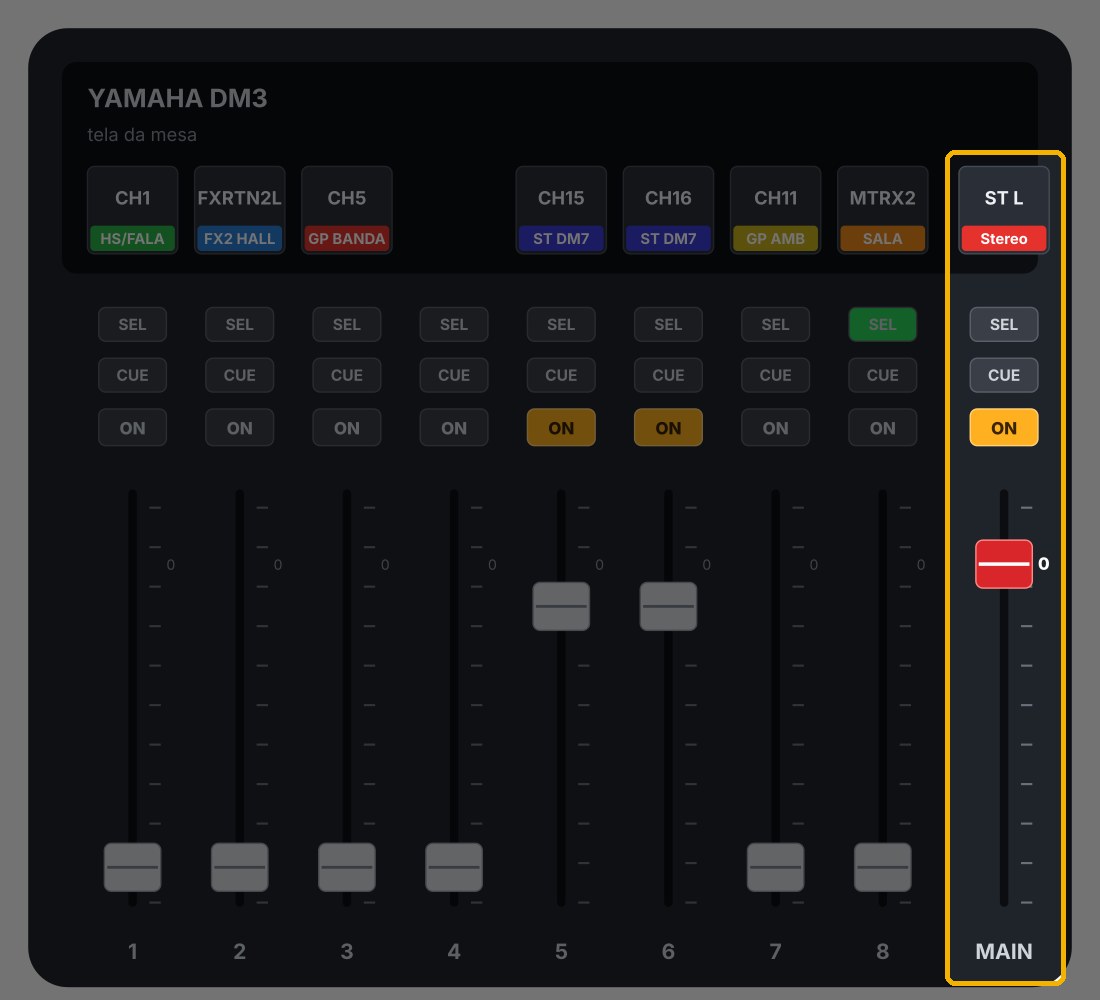 YAMAHA DM3
tela da mesa
CH1 FXRTN2L CH5 CH15 CH16 CH11 MTRX2 ST L
HS/FALA FX2 HALL GP BANDA ST DM7 ST DM7 GP AMB SALA Stereo
SEL SEL SEL SEL SEL SEL SEL SEL SEL
CUE CUE CUE CUE CUE CUE CUE CUE CUE
ON ON ON ON ON ON ON ON ON
0 0 0 0 0 0 0 0 0
1 2 3 4 5 6 7 8 MAIN